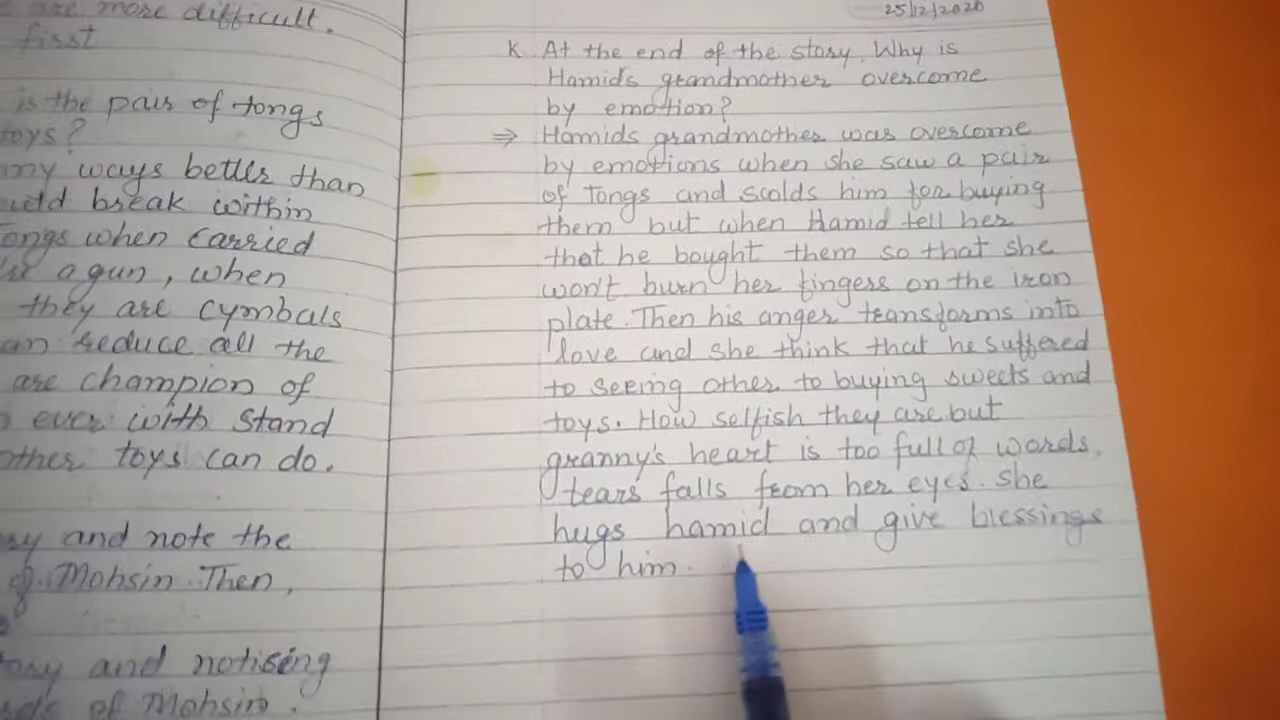 are more difficult.
first
is the pair of tongs
toys?
ways better than
break within
when carried
a gun, when
they are cymbals
reduce all the
are champion of
ever with stand
other toys can do.
and note the
Mohsin. Then,
and notiseing
of Mohsin.
25/12/2020
K. At the end of the story, Why is
Hamids grandmother overcome
by emotion?
⇒ Hamids grandmother was overcome
by emotions when she saw a pair
of Tongs and scolds him for buying
them but when Hamid tell her
that he bought them so that she
won't burn her fingers on the iron
plate. Then his anger transforms into
love and she think that he suffered
to seeing other to buying sweets and
toys. How selfish they are but
granny's heart is too full of words,
tears falls from her eyes. She
hugs hamid and give blessings
to him.